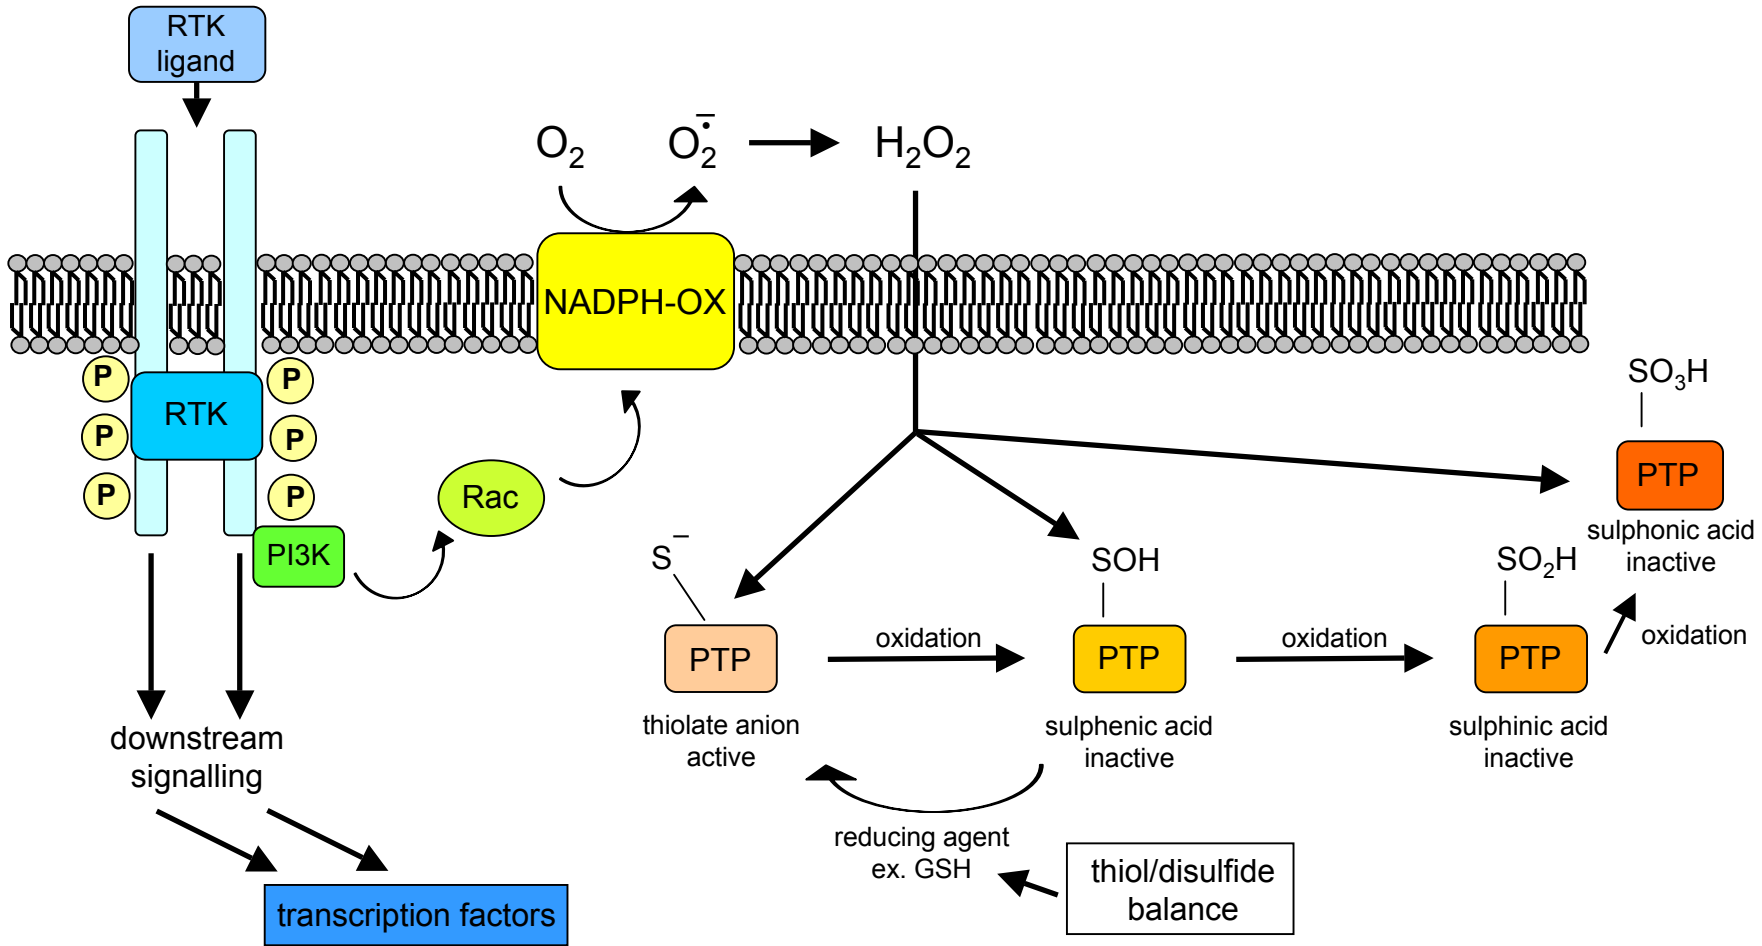 RTK
ligand
O₂
O₂•̅
H₂O₂
NADPH-OX
P
P
RTK
P
P
P
P
Rac
PI3K
SO₃H
PTP
sulphonic acid
inactive
S⁻
SOH
SO₂H
PTP
oxidation
PTP
oxidation
PTP
oxidation
thiolate anion
active
sulphenic acid
inactive
sulphinic acid
inactive
downstream
signalling
reducing agent
ex. GSH
thiol/disulfide
balance
transcription factors